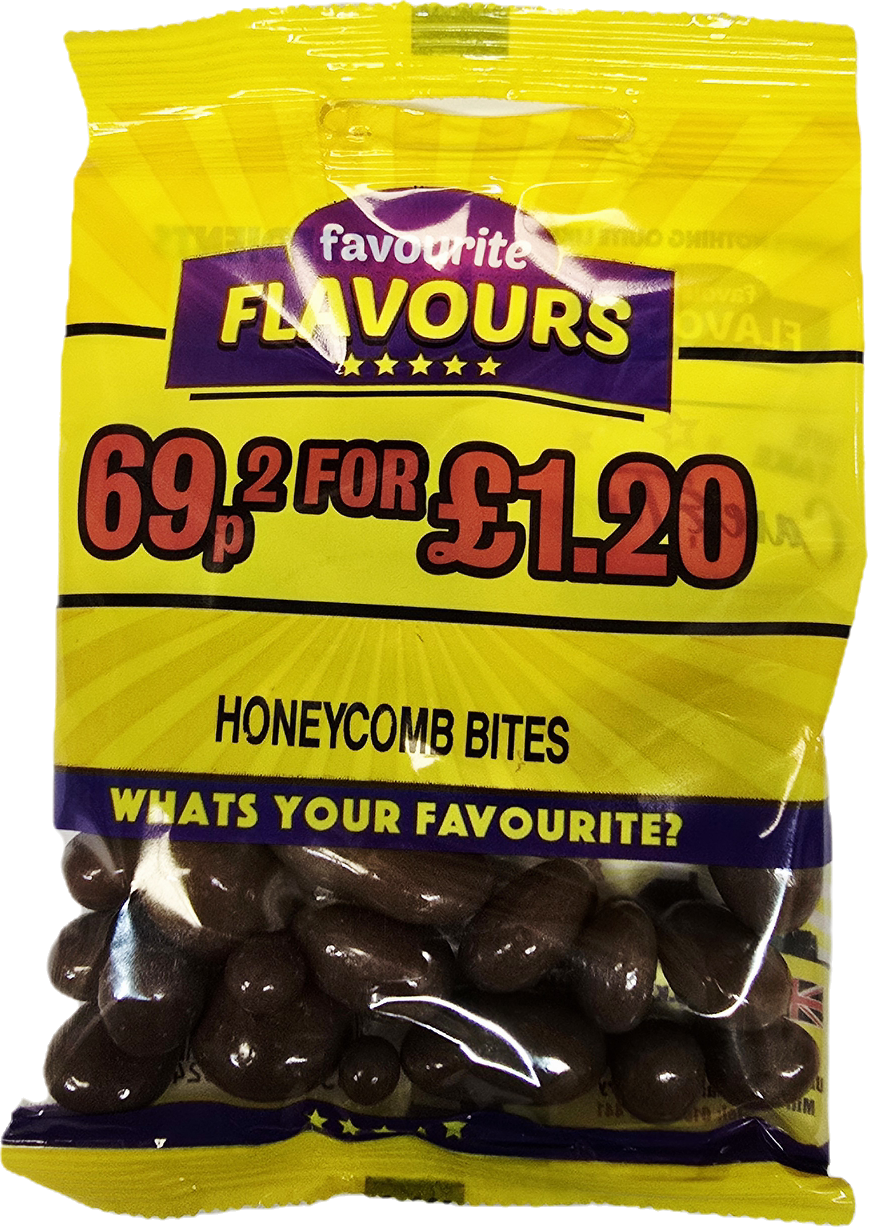 favourite
FLAVOURS
69p 2 FOR £1.20
HONEYCOMB BITES
WHATS YOUR FAVOURITE?